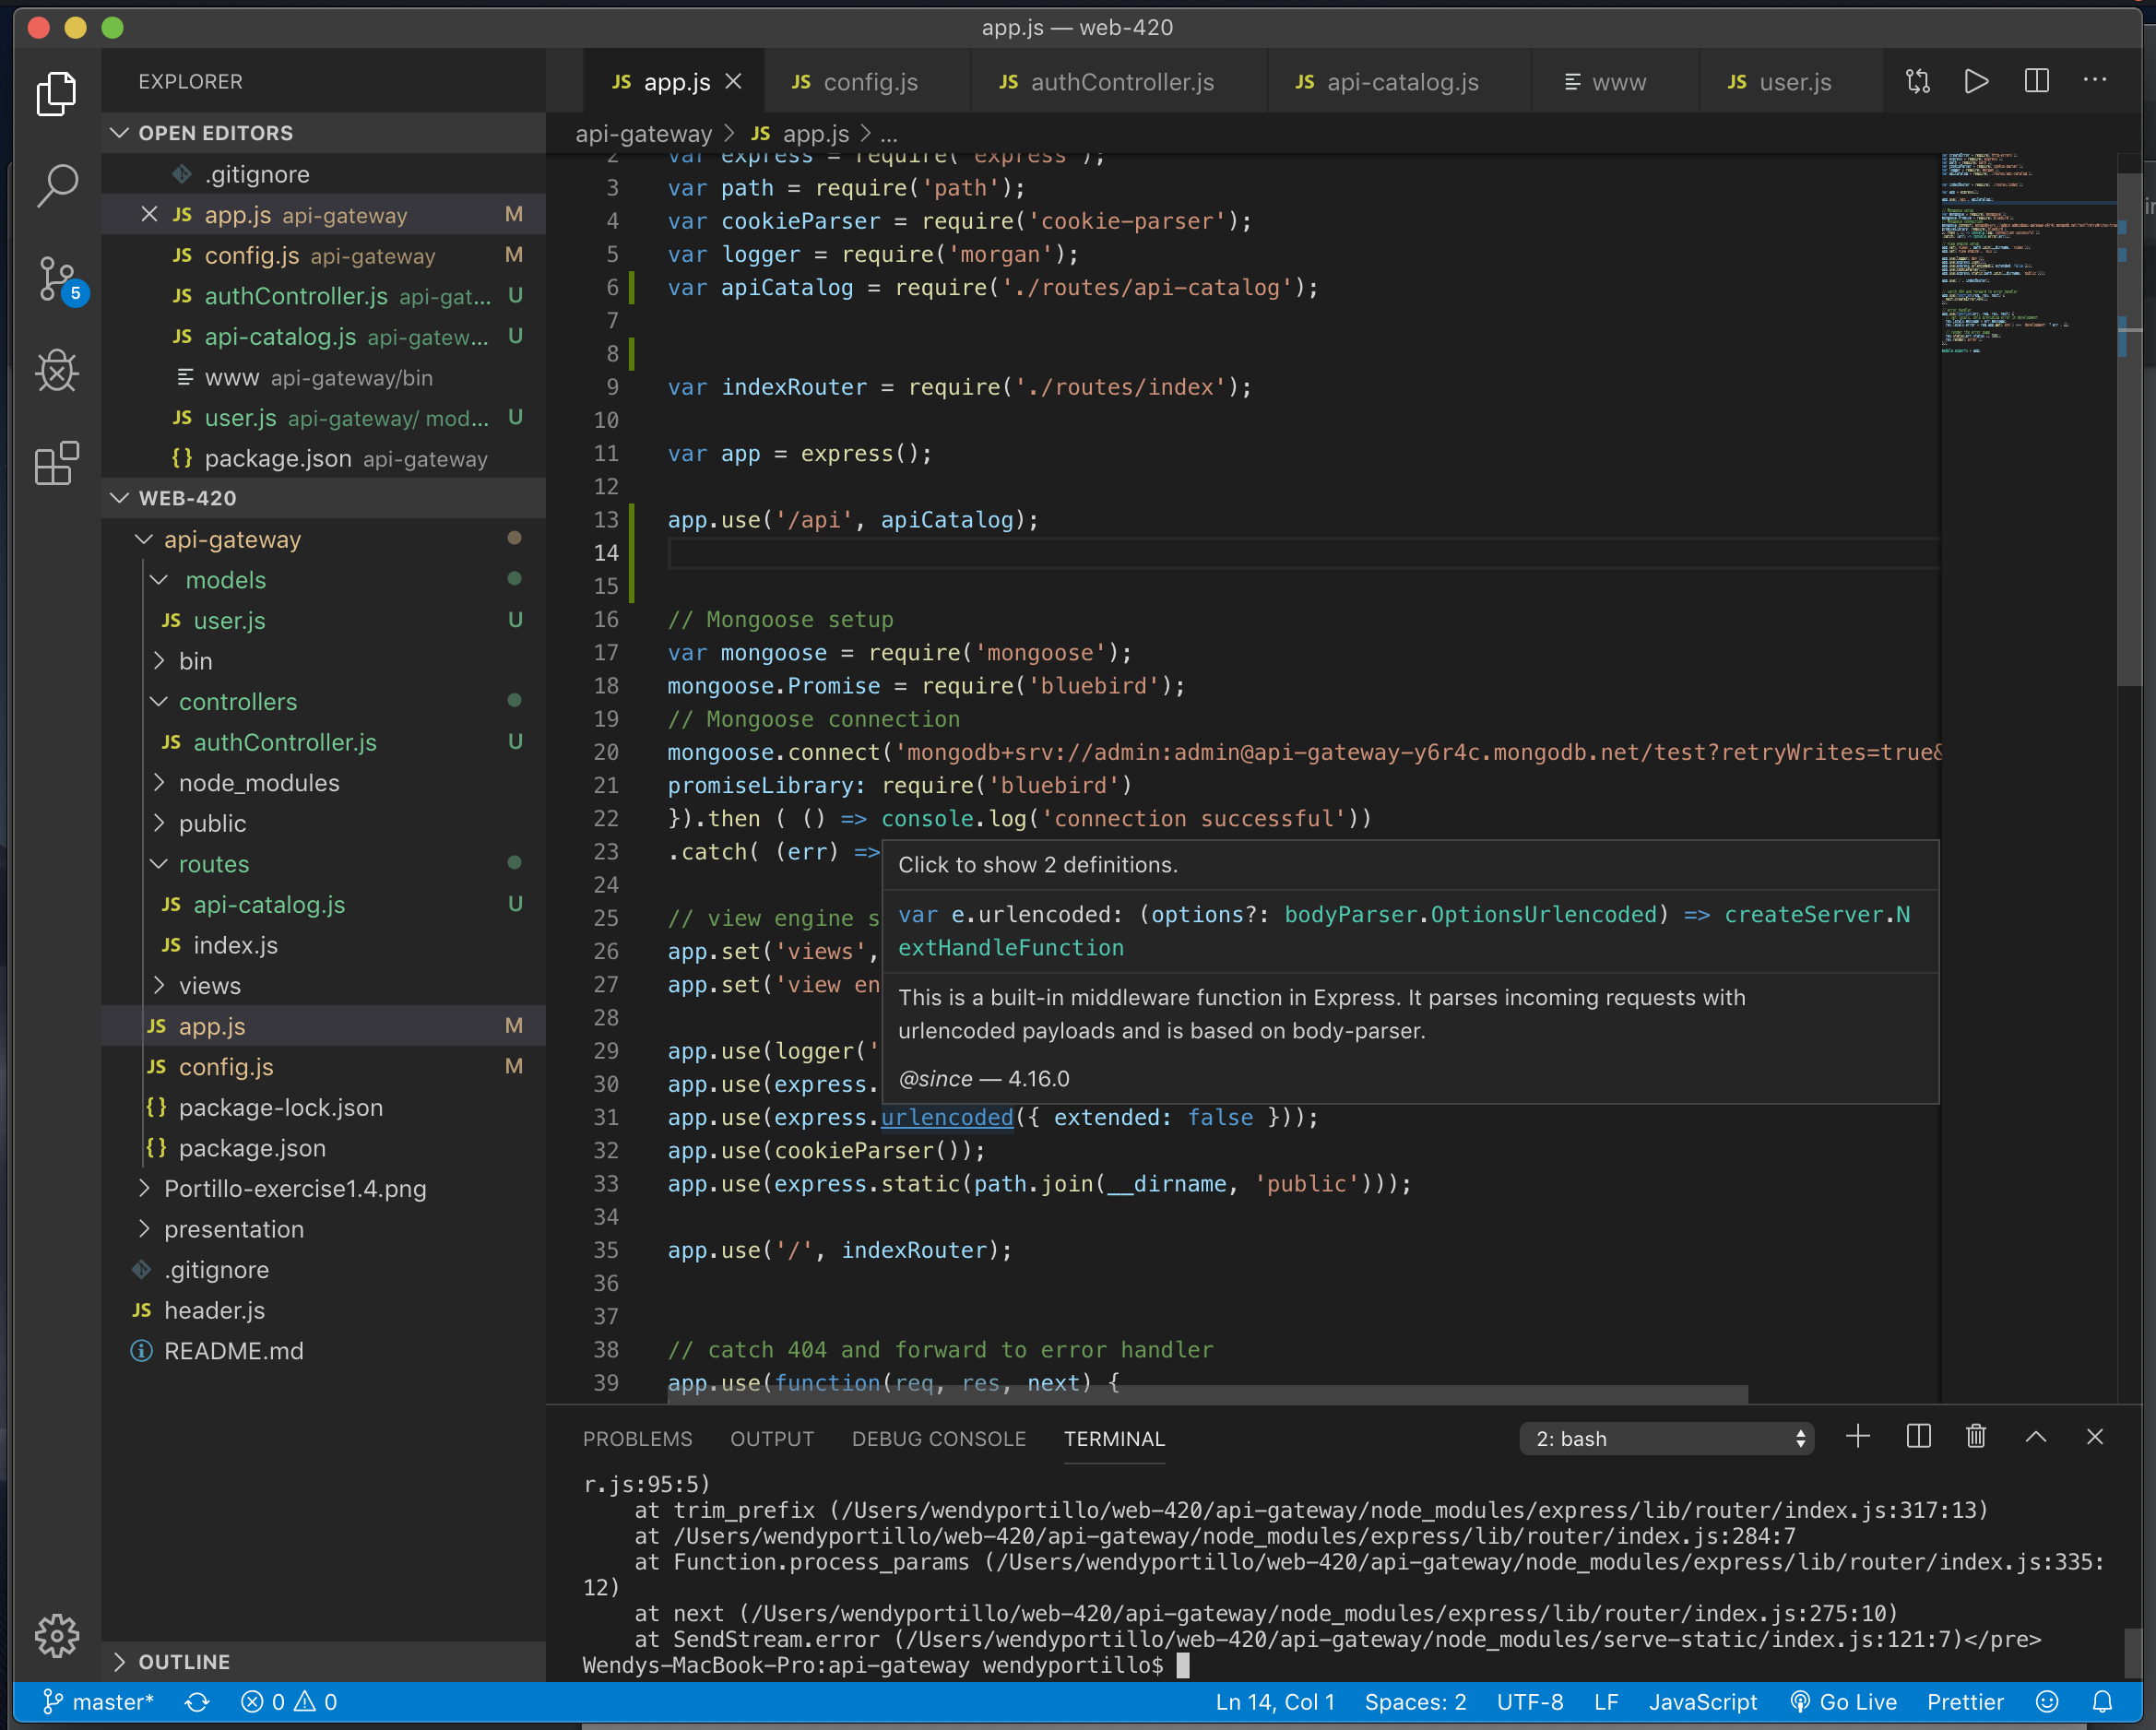 app.js — web-420
EXPLORER
OPEN EDITORS
.gitignore
JS app.js api-gateway M
JS config.js api-gateway M
JS authController.js api-gat... U
JS api-catalog.js api-gatew... U
www api-gateway/bin
JS user.js api-gateway/ mod... U
{} package.json api-gateway
WEB-420
api-gateway
models
JS user.js U
bin
controllers
JS authController.js U
node_modules
public
routes
JS api-catalog.js U
JS index.js
views
JS app.js M
JS config.js M
{} package-lock.json
{} package.json
Portillo-exercise1.4.png
presentation
.gitignore
JS header.js
README.md
OUTLINE
5
JS app.js JS config.js JS authController.js JS api-catalog.js www JS user.js ...
api-gateway > JS app.js > ...
2 var express = require('express');
3 var path = require('path');
4 var cookieParser = require('cookie-parser');
5 var logger = require('morgan');
6 var apiCatalog = require('./routes/api-catalog');
7
8
9 var indexRouter = require('./routes/index');
10
11 var app = express();
12
13 app.use('/api', apiCatalog);
14
15
16 // Mongoose setup
17 var mongoose = require('mongoose');
18 mongoose.Promise = require('bluebird');
19 // Mongoose connection
20 mongoose.connect('mongodb+srv://admin:admin@api-gateway-y6r4c.mongodb.net/test?retryWrites=true&
21 promiseLibrary: require('bluebird')
22 }).then ( () => console.log('connection successful'))
23 .catch( (err) =>
24
25 // view engine s
26 app.set('views',
27 app.set('view en
28
29 app.use(logger('
30 app.use(express.
31 app.use(express.urlencoded({ extended: false }));
32 app.use(cookieParser());
33 app.use(express.static(path.join(__dirname, 'public')));
34
35 app.use('/', indexRouter);
36
37
38 // catch 404 and forward to error handler
39 app.use(function(req, res, next) {
Click to show 2 definitions.
var e.urlencoded: (options?: bodyParser.OptionsUrlencoded) => createServer.N
extHandleFunction
This is a built-in middleware function in Express. It parses incoming requests with
urlencoded payloads and is based on body-parser.
@since — 4.16.0
PROBLEMS OUTPUT DEBUG CONSOLE TERMINAL 2: bash
r.js:95:5)
at trim_prefix (/Users/wendyportillo/web-420/api-gateway/node_modules/express/lib/router/index.js:317:13)
at /Users/wendyportillo/web-420/api-gateway/node_modules/express/lib/router/index.js:284:7
at Function.process_params (/Users/wendyportillo/web-420/api-gateway/node_modules/express/lib/router/index.js:335:
12)
at next (/Users/wendyportillo/web-420/api-gateway/node_modules/express/lib/router/index.js:275:10)
at SendStream.error (/Users/wendyportillo/web-420/api-gateway/node_modules/serve-static/index.js:121:7)</pre>
Wendys-MacBook-Pro:api-gateway wendyportillo$
master* 0 0 Ln 14, Col 1 Spaces: 2 UTF-8 LF JavaScript Go Live Prettier